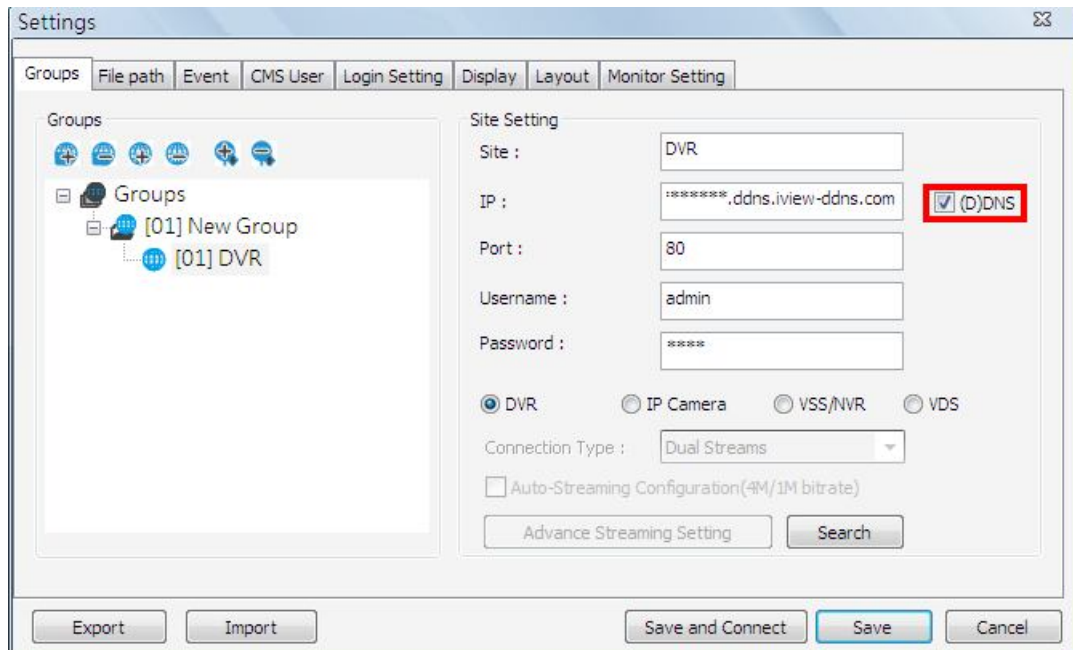 Settings
Groups File path Event CMS User Login Setting Display Layout Monitor Setting
Groups
Groups
[01] New Group
[01] DVR
Site Setting
Site : DVR
IP : :******.ddns.iview-ddns.com (D)DNS
Port : 80
Username : admin
Password : ****
DVR IP Camera VSS/NVR VDS
Connection Type : Dual Streams
Auto-Streaming Configuration(4M/1M bitrate)
Advance Streaming Setting Search
Export Import Save and Connect Save Cancel